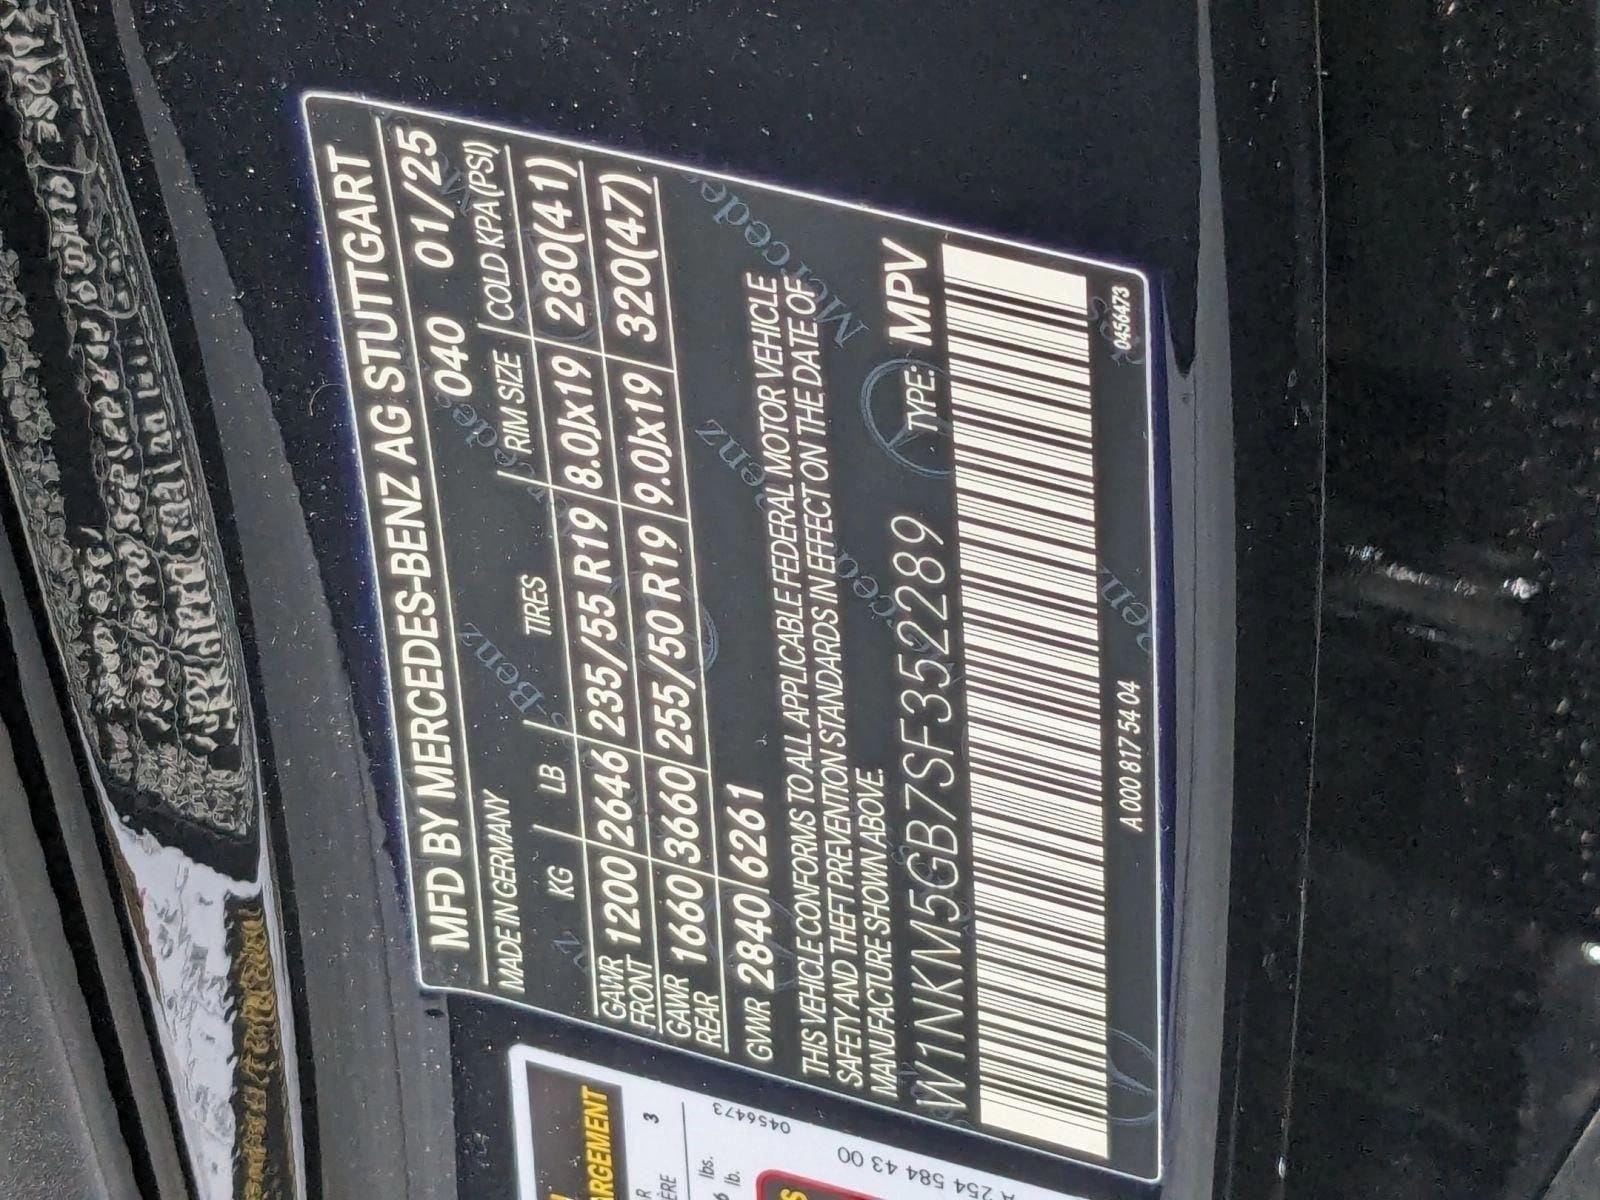 MFD BY MERCEDES-BENZ AG STUTTGART
MADE IN GERMANY 040 01/25
KG LB TIRES RIM SIZE COLD KPA(PSI)
GAWR FRONT 1200 2646 235/55 R19 8.0Jx19 280(41)
GAWR REAR 1660 3660 255/50 R19 9.0Jx19 320(47)
GVWR 2840 6261
THIS VEHICLE CONFORMS TO ALL APPLICABLE FEDERAL MOTOR VEHICLE
SAFETY AND THEFT PREVENTION STANDARDS IN EFFECT ON THE DATE OF
MANUFACTURE SHOWN ABOVE.
W1NKM5GB7SF352289 TYPE: MPV
A 000 817 54 04 0456473
3
lbs.
lb.
0456473
A 254 584 43 00